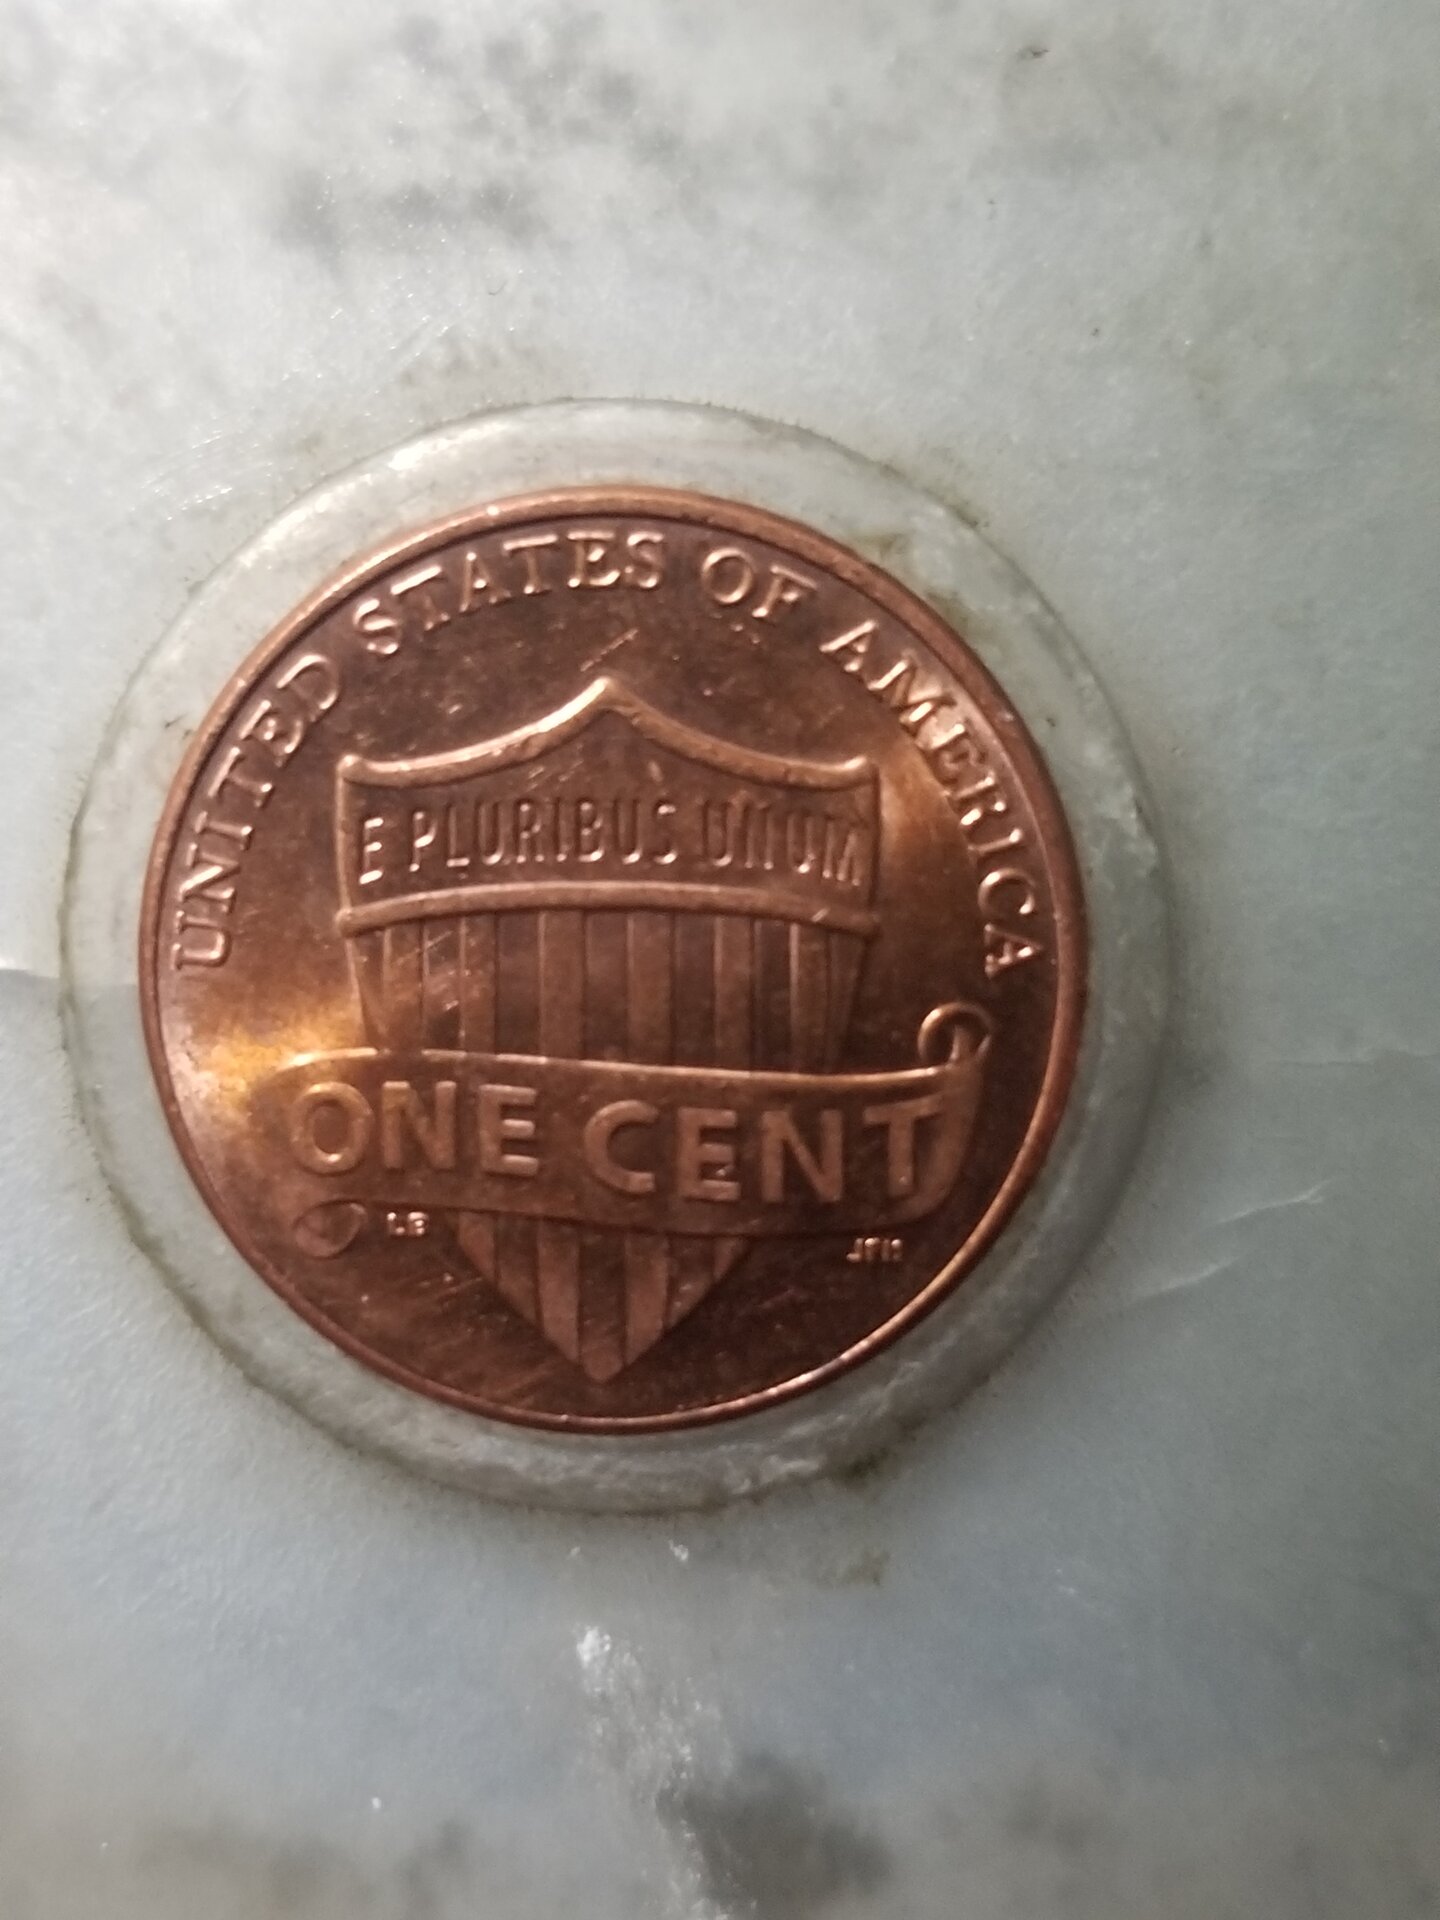 UNITED STATES OF AMERICA
E PLURIBUS UNUM
ONE CENT
LB
JFM